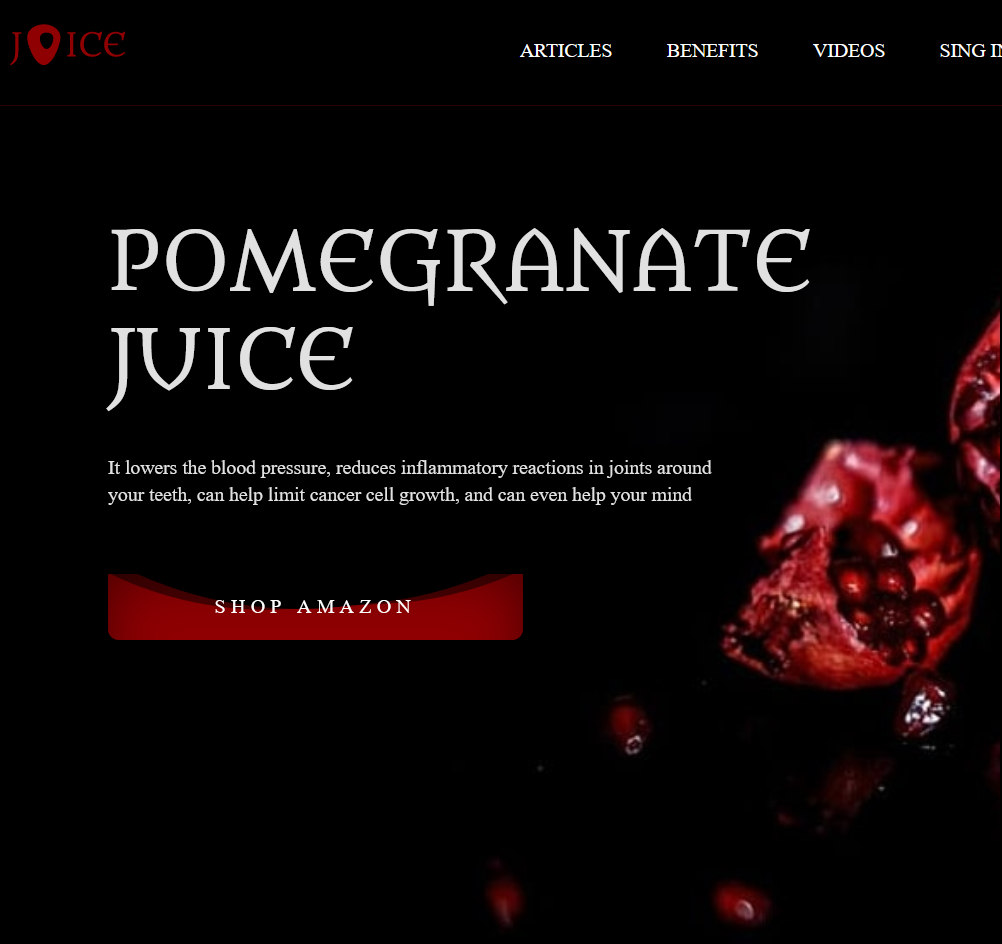 JUICE
ARTICLES BENEFITS VIDEOS SING IN
POMEGRANATE
JUICE
It lowers the blood pressure, reduces inflammatory reactions in joints around
your teeth, can help limit cancer cell growth, and can even help your mind
SHOP AMAZON